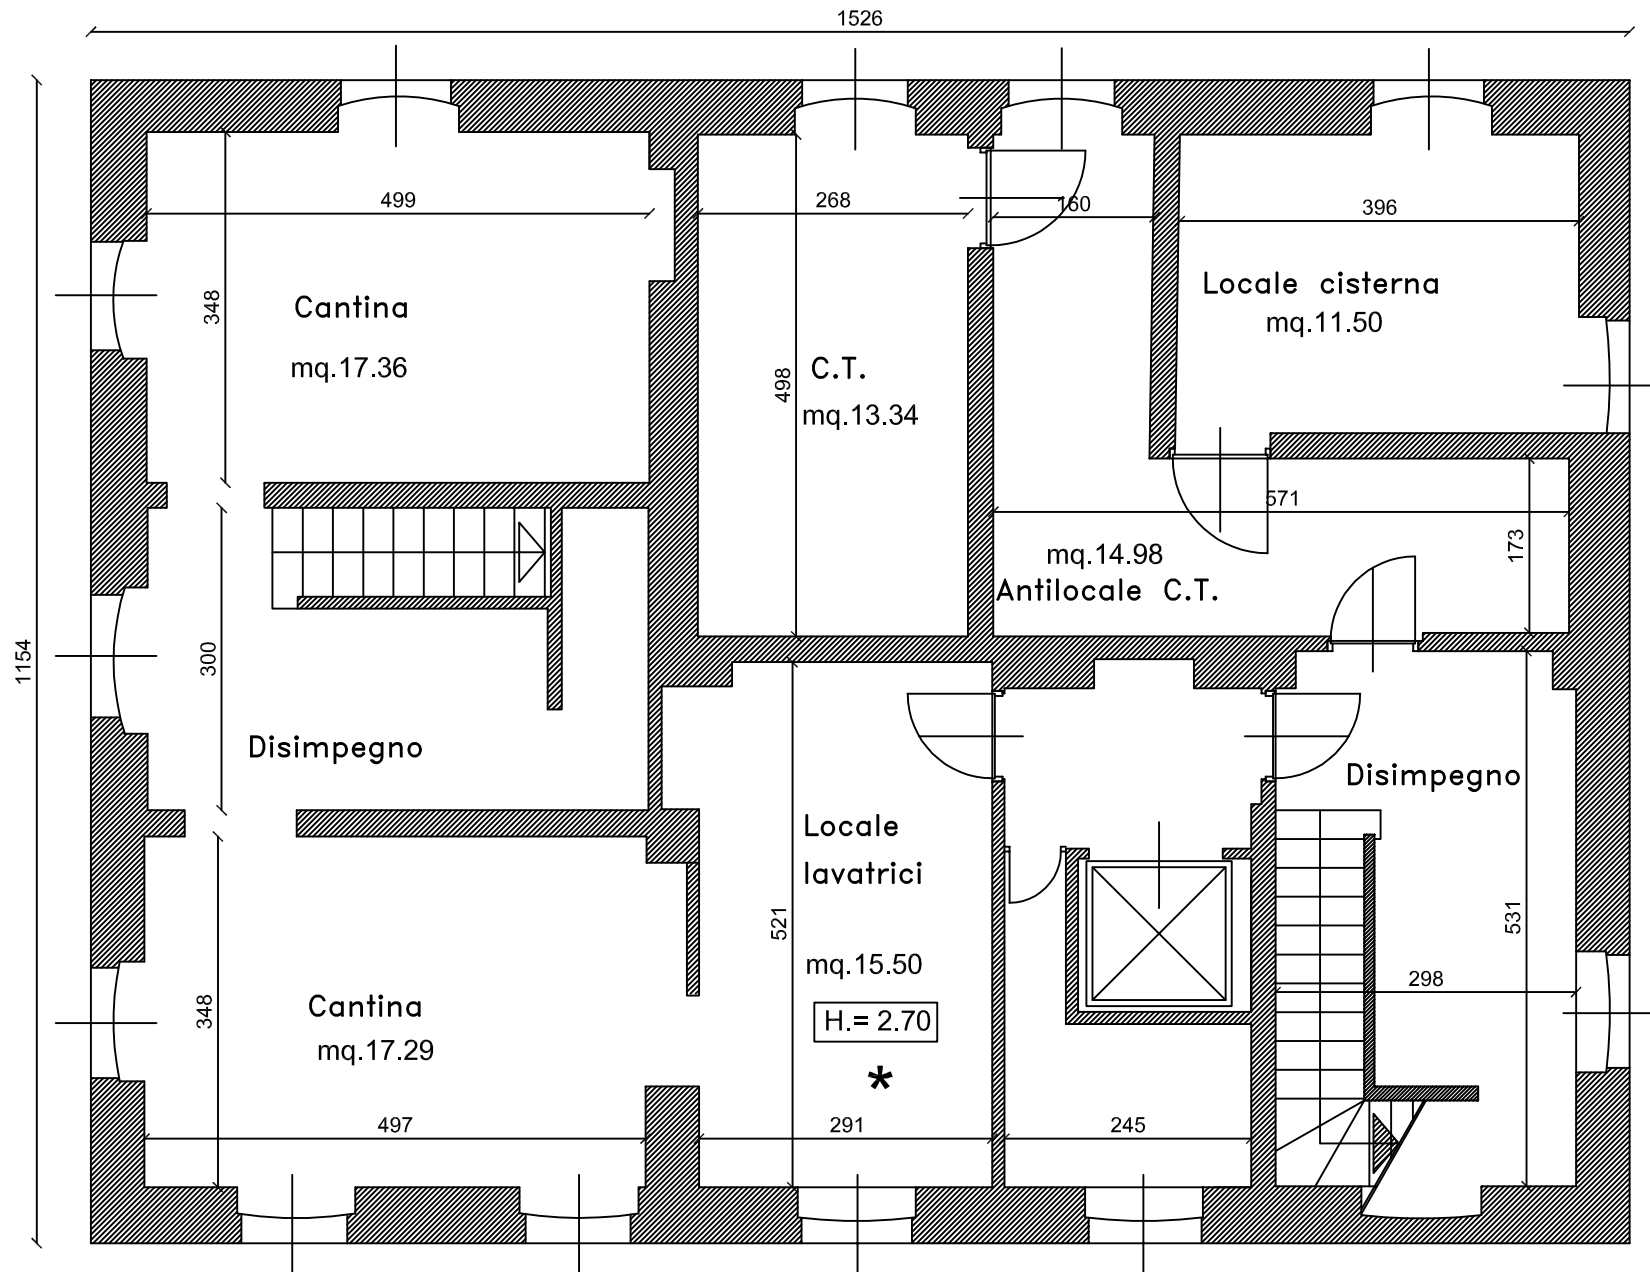 1526
499
268
160
396
348
Cantina
mq.17.36
498
C.T.
mq.13.34
Locale cisterna
mq.11.50
571
173
mq.14.98
Antilocale C.T.
1154
300
Disimpegno
Disimpegno
Locale
lavatrici
521
mq.15.50
H.= 2.70
*
531
298
348
Cantina
mq.17.29
497
291
245